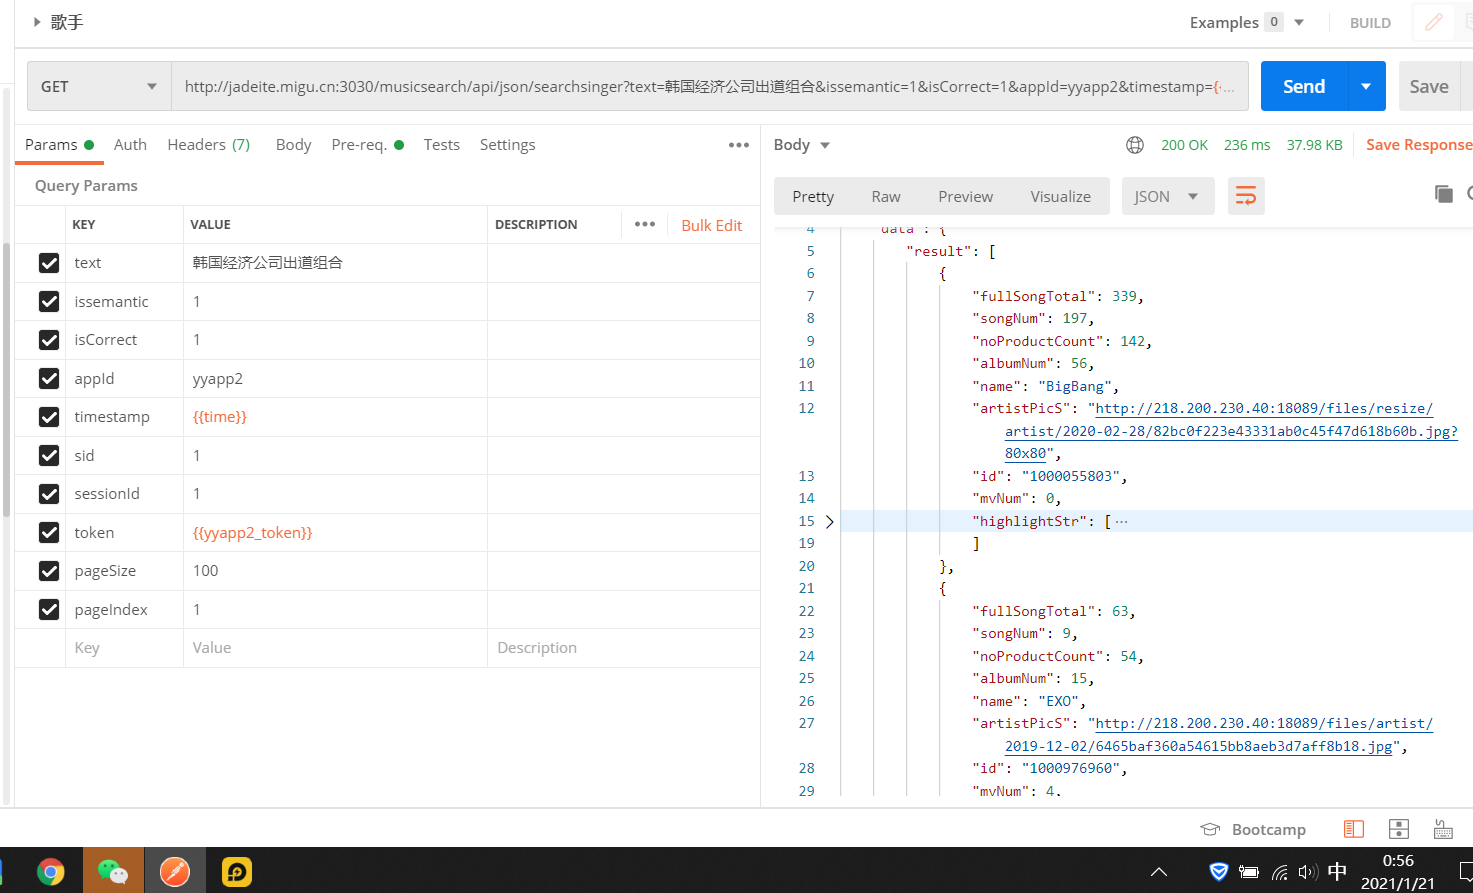 歌手
Examples 0
BUILD
GET
http://jadeite.migu.cn:3030/musicsearch/api/json/searchsinger?text=韩国经济公司出道组合&issemantic=1&isCorrect=1&appId=yyapp2&timestamp={...
Send
Save
Params
Auth
Headers (7)
Body
Pre-req.
Tests
Settings
Query Params
KEY VALUE DESCRIPTION Bulk Edit
text 韩国经济公司出道组合
issemantic 1
isCorrect 1
appId yyapp2
timestamp {{time}}
sid 1
sessionId 1
token {{yyapp2_token}}
pageSize 100
pageIndex 1
Key Value Description
Body
200 OK 236 ms 37.98 KB Save Response
Pretty Raw Preview Visualize JSON
4 data : {
5 "result": [
6 {
7 "fullSongTotal": 339,
8 "songNum": 197,
9 "noProductCount": 142,
10 "albumNum": 56,
11 "name": "BigBang",
12 "artistPicS": "http://218.200.230.40:18089/files/resize/
artist/2020-02-28/82bc0f223e43331ab0c45f47d618b60b.jpg?
80x80",
13 "id": "1000055803",
14 "mvNum": 0,
15 "highlightStr": [ ...
19 ]
20 },
21 {
22 "fullSongTotal": 63,
23 "songNum": 9,
24 "noProductCount": 54,
25 "albumNum": 15,
26 "name": "EXO",
27 "artistPicS": "http://218.200.230.40:18089/files/artist/
2019-12-02/6465baf360a54615bb8aeb3d7aff8b18.jpg",
28 "id": "1000976960",
29 "mvNum": 4,
Bootcamp
中
0:56
2021/1/21